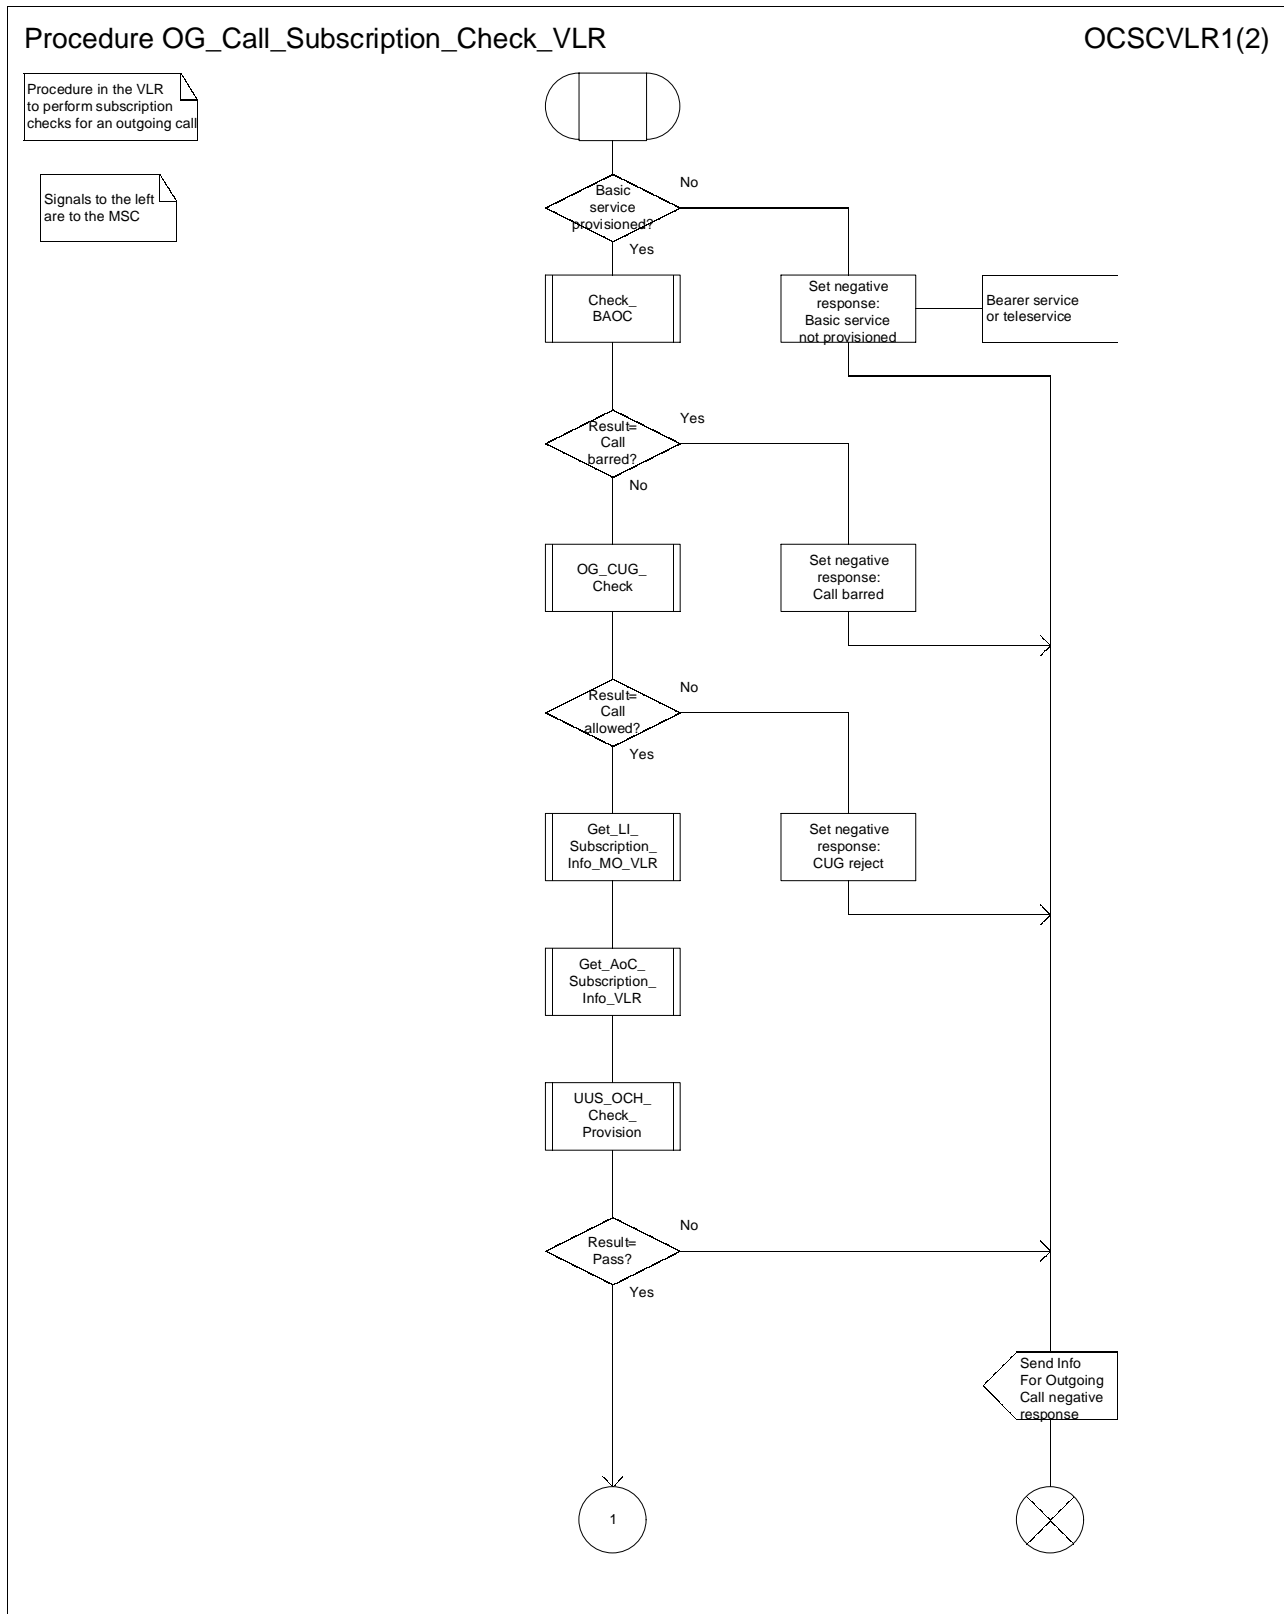 Procedure OG_Call_Subscription_Check_VLR
OCSCVLR1(2)
Procedure in the VLR
to perform subscription
checks for an outgoing call
Signals to the left
are to the MSC
Basic
service
provisioned?
No
Yes
Check_
BAOC
Set negative
response:
Basic service
not provisioned
Bearer service
or teleservice
Result=
Call
barred?
Yes
No
OG_CUG_
Check
Set negative
response:
Call barred
Result=
Call
allowed?
No
Yes
Get_LI_
Subscription_
Info_MO_VLR
Set negative
response:
CUG reject
Get_AoC_
Subscription_
Info_VLR
UUS_OCH_
Check_
Provision
Result=
Pass?
No
Yes
Send Info
For Outgoing
Call negative
response
1